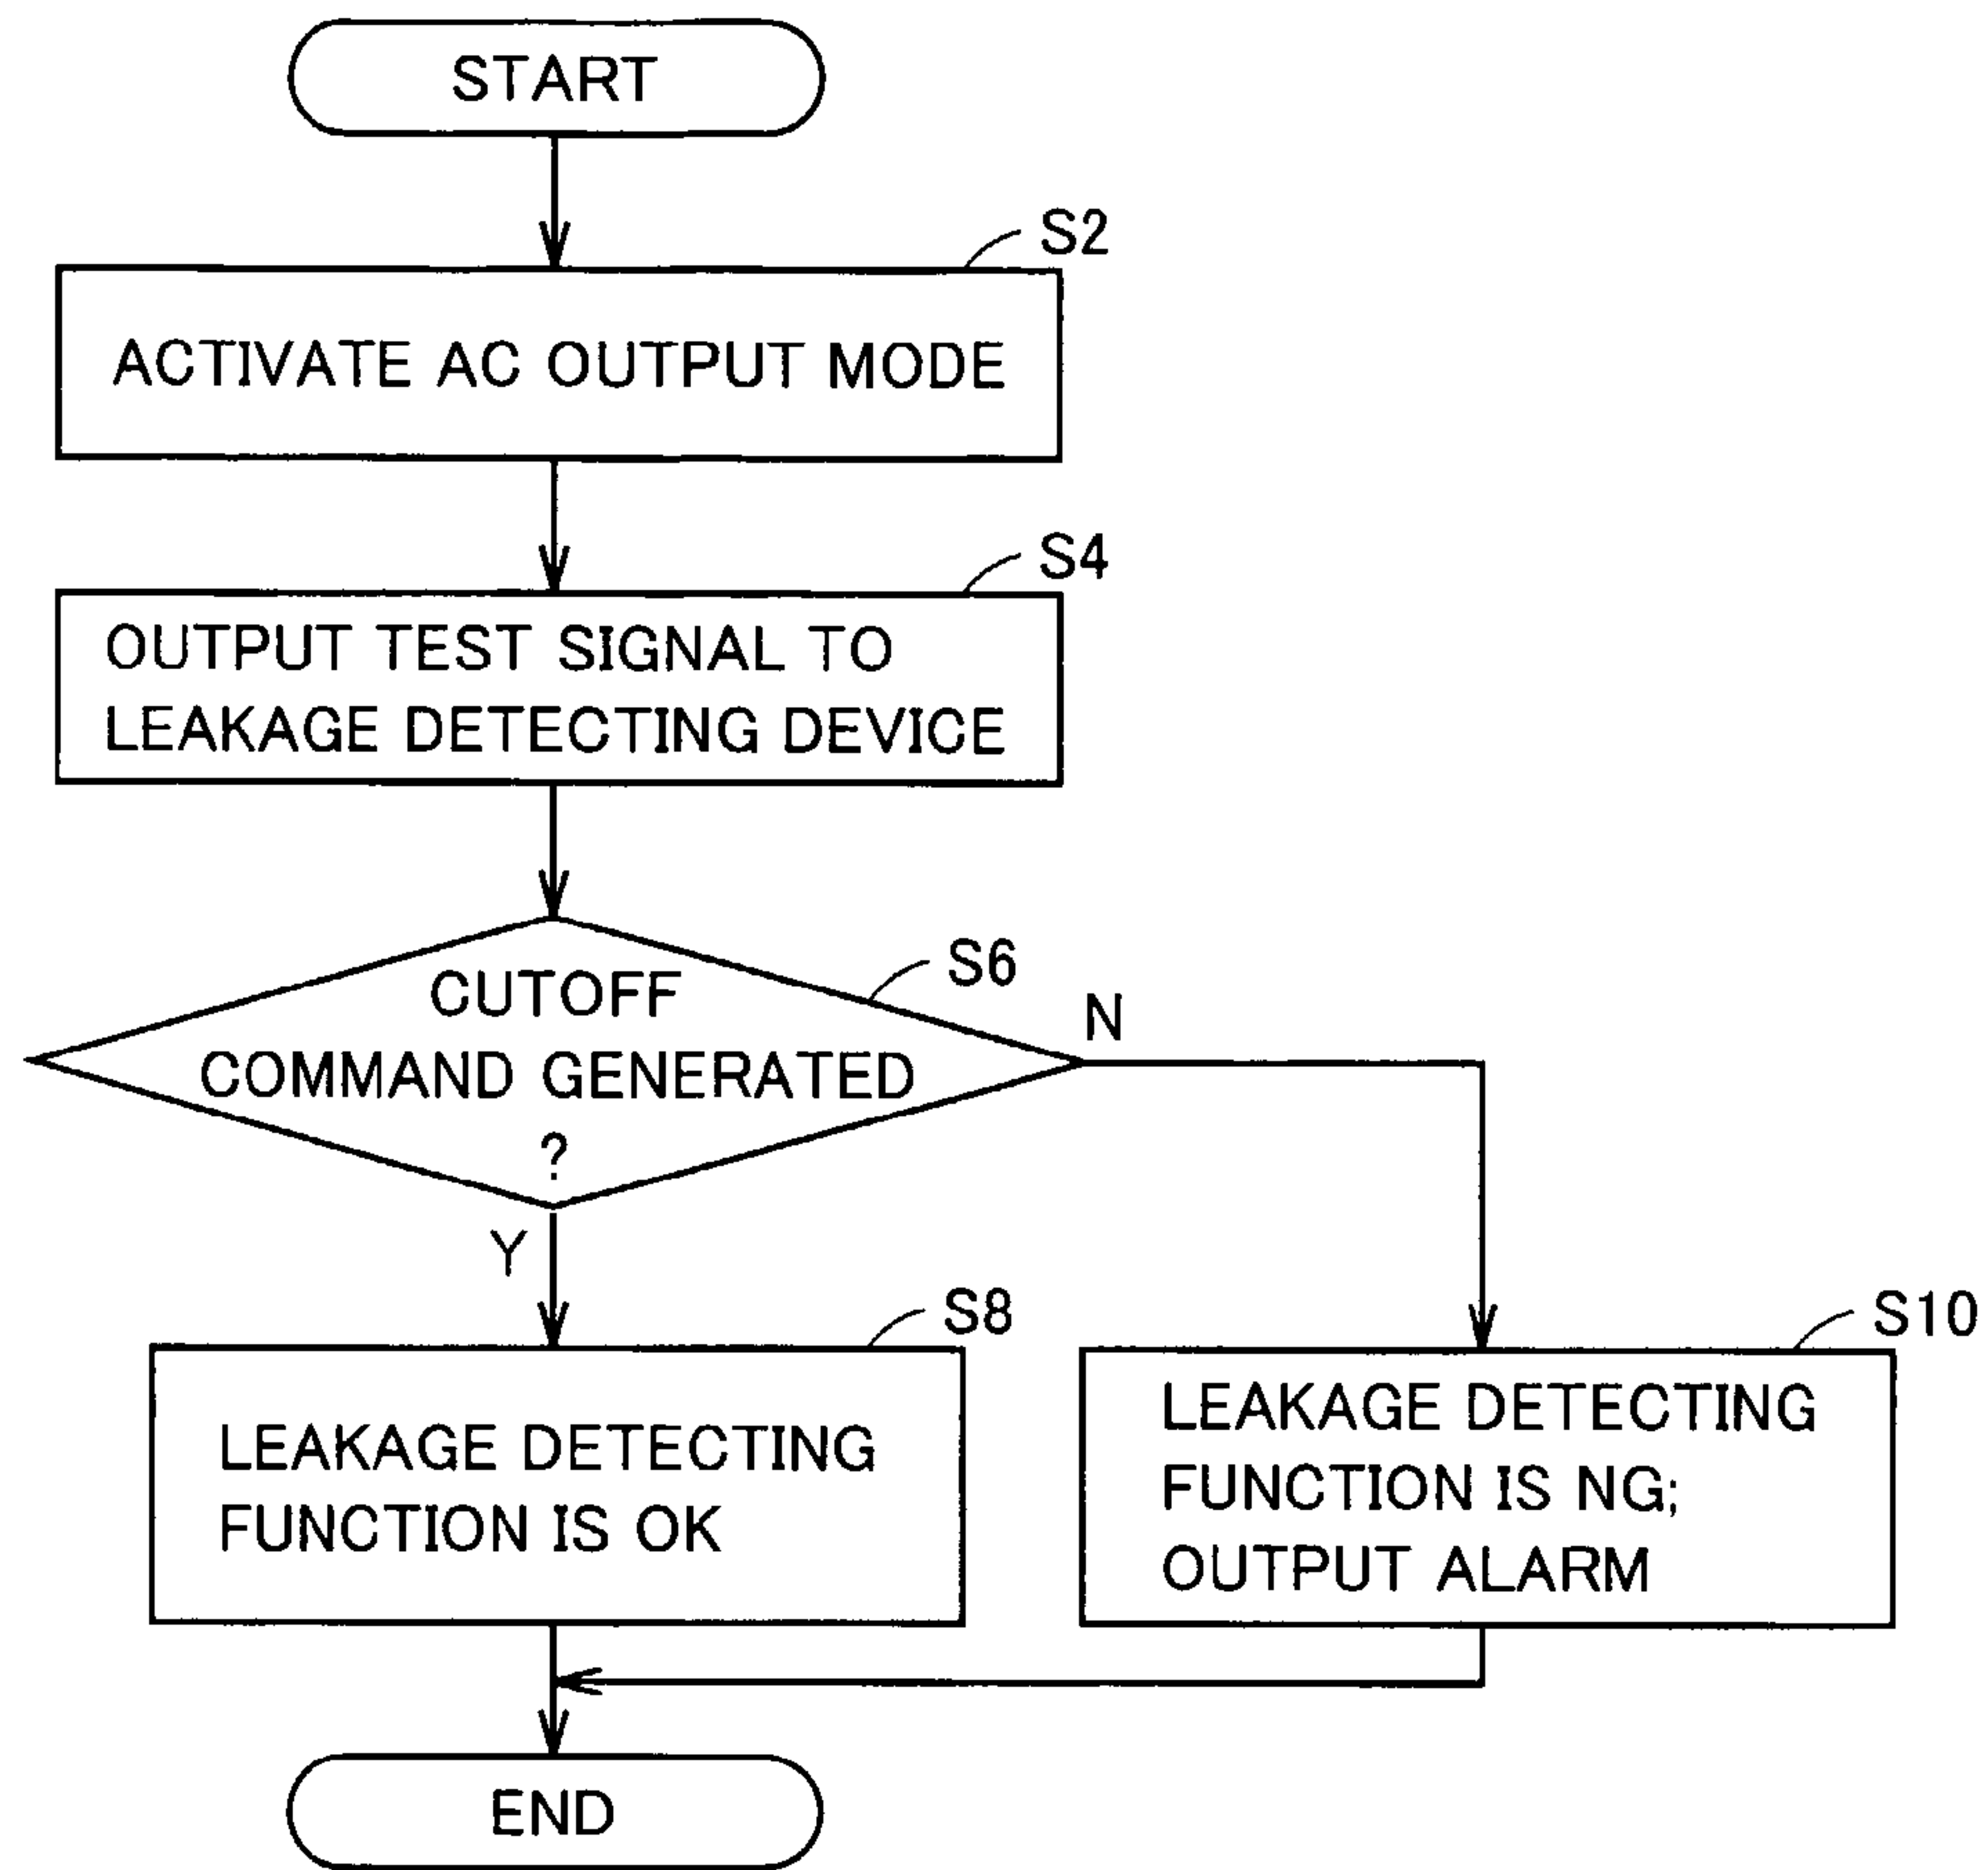 START
S2
ACTIVATE AC OUTPUT MODE
S4
OUTPUT TEST SIGNAL TO
LEAKAGE DETECTING DEVICE
S6
CUTOFF
COMMAND GENERATED
?
N
Y
S8
LEAKAGE DETECTING
FUNCTION IS OK
S10
LEAKAGE DETECTING
FUNCTION IS NG;
OUTPUT ALARM
END